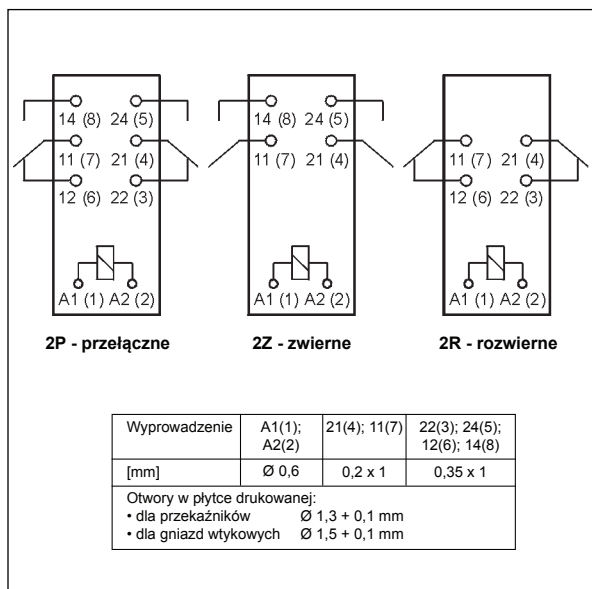 14 (8) 24 (5)
11 (7) 21 (4)
12 (6) 22 (3)
A1 (1) A2 (2)
2P - przełączne
14 (8) 24 (5)
11 (7) 21 (4)
A1 (1) A2 (2)
2Z - zwierne
11 (7) 21 (4)
12 (6) 22 (3)
A1 (1) A2 (2)
2R - rozwierne
Wyprowadzenie A1(1); 21(4); 11(7) 22(3); 24(5);
A2(2) 12(6); 14(8)
[mm] Ø 0,6 0,2 x 1 0,35 x 1
Otwory w płytce drukowanej:
• dla przekaźników Ø 1,3 + 0,1 mm
• dla gniazd wtykowych Ø 1,5 + 0,1 mm